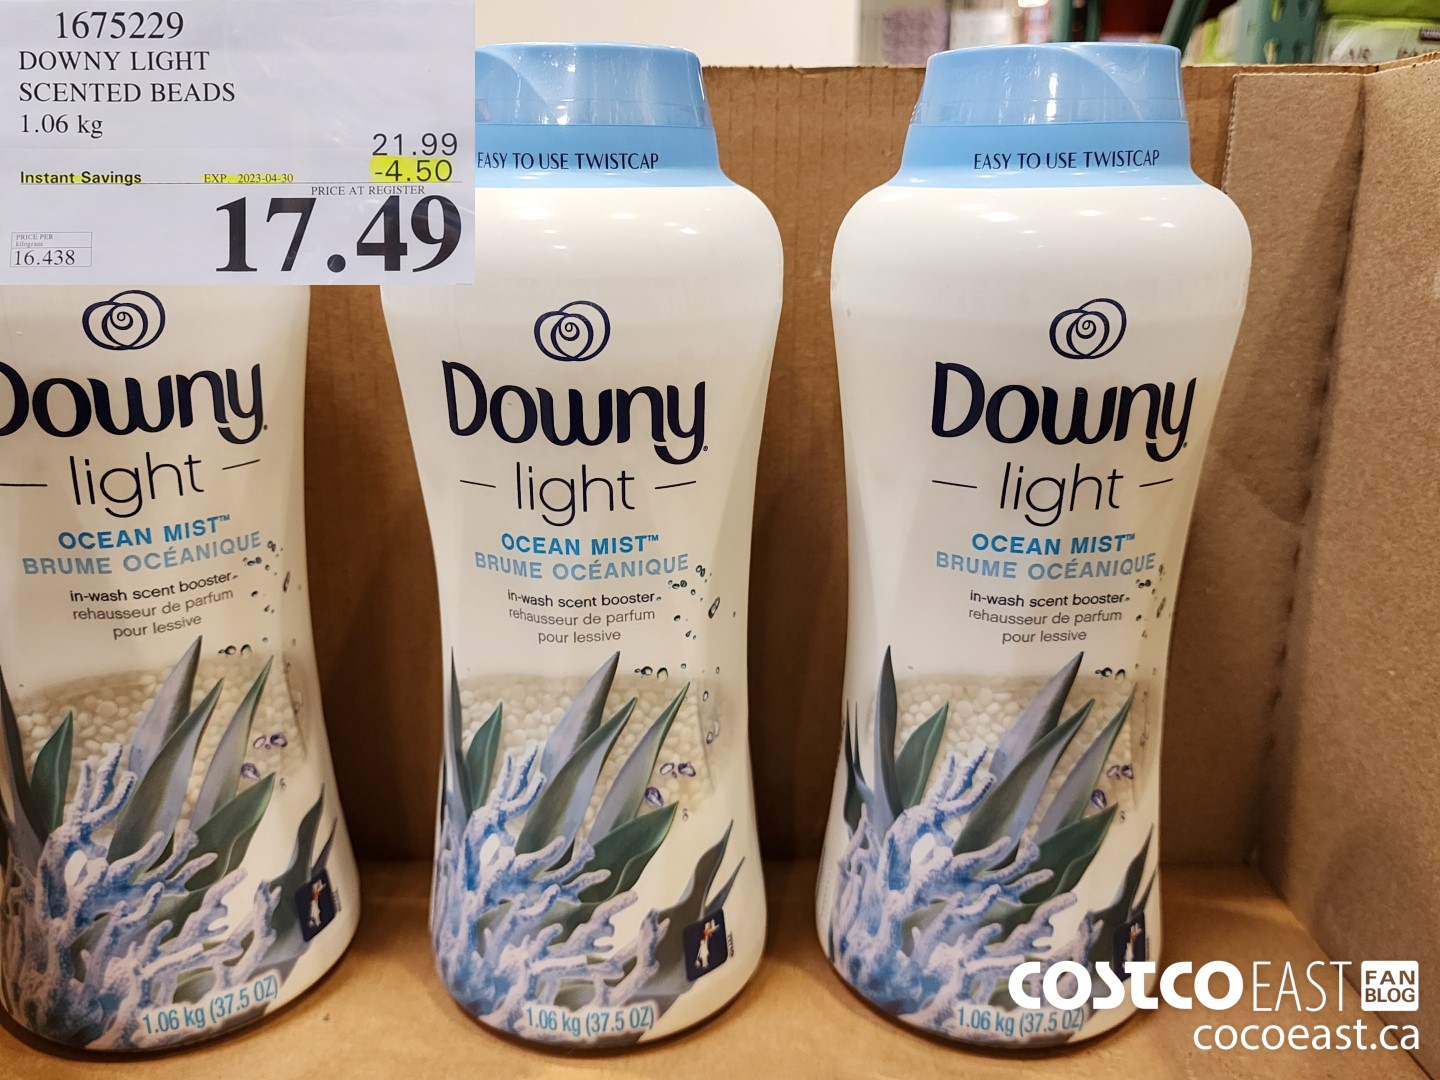 1675229
DOWNY LIGHT
SCENTED BEADS
1.06 kg
21.99
-4.50
Instant Savings EXP. 2023-04-30
PRICE AT REGISTER
17.49
PRICE PER
kilogram
16.438
EASY TO USE TWISTCAP
EASY TO USE TWISTCAP
Downy
light
OCEAN MIST™
BRUME OCÉANIQUE
in-wash scent booster
rehausseur de parfum
pour lessive
1.06 kg (37.5 OZ)
Downy
light
OCEAN MIST™
BRUME OCÉANIQUE
in-wash scent booster
rehausseur de parfum
pour lessive
1.06 kg (37.5 OZ)
Downy
light
OCEAN MIST™
BRUME OCÉANIQUE
in-wash scent booster
rehausseur de parfum
pour lessive
1.06 kg (37.5 OZ)
COSTCO EAST FAN BLOG
cocoeast.ca